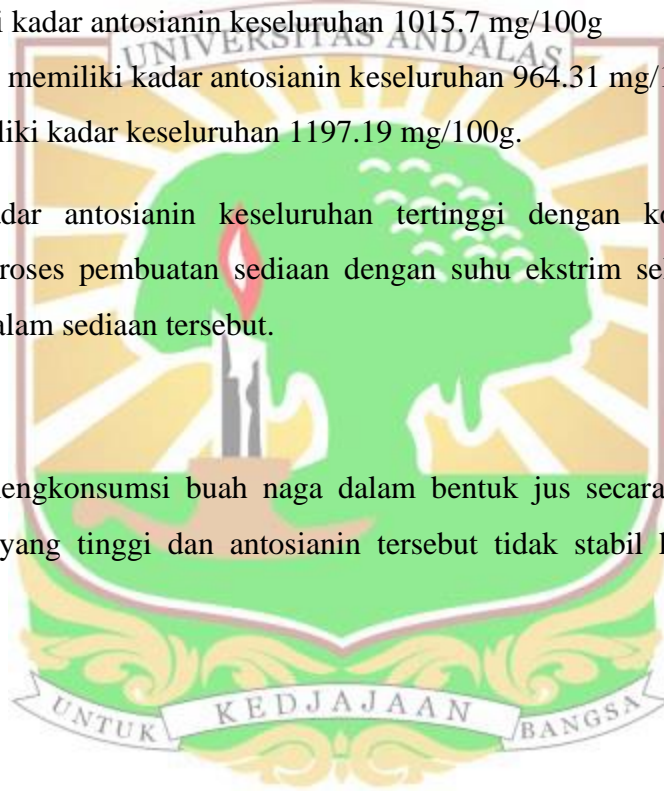 i kadar antosianin keseluruhan 1015.7 mg/100g
UNIVERSITAS ANDALAS
memiliki kadar antosianin keseluruhan 964.31 mg/1
liki kadar keseluruhan 1197.19 mg/100g.
dar antosianin keseluruhan tertinggi dengan ko
roses pembuatan sediaan dengan suhu ekstrim se
alam sediaan tersebut.
engkonsumsi buah naga dalam bentuk jus secara
yang tinggi dan antosianin tersebut tidak stabil
UNTUK KEDJAJAAN BANGSA